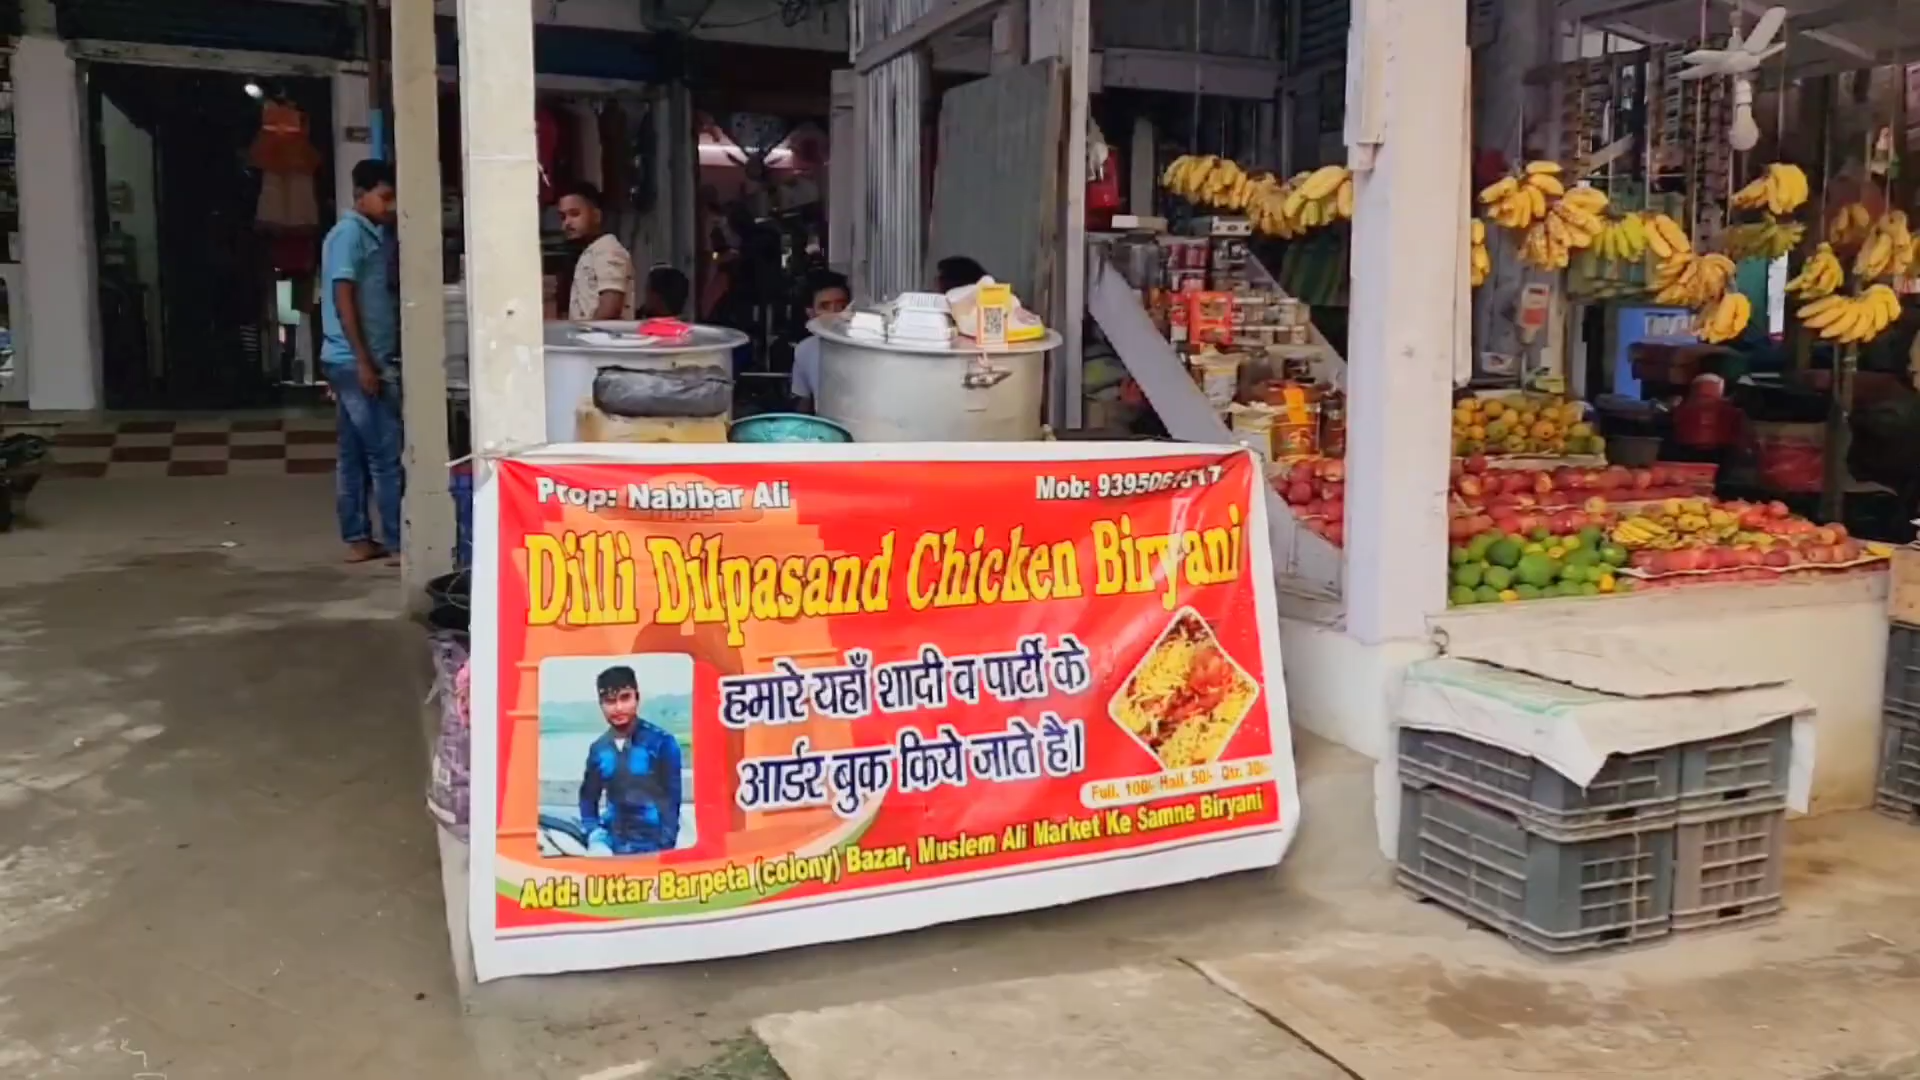 Prop: Nabibar Ali
Mob:
Dilli Dilpasand Chicken Biryani
हमारे यहाँ शादी व पार्टी के
आर्डर बुक किये जाते है।
Full. 100/- Half. 50/- Qtr. 30/-
Add: Uttar Barpeta (colony) Bazar, Muslem Ali Market Ke Samne Biryani